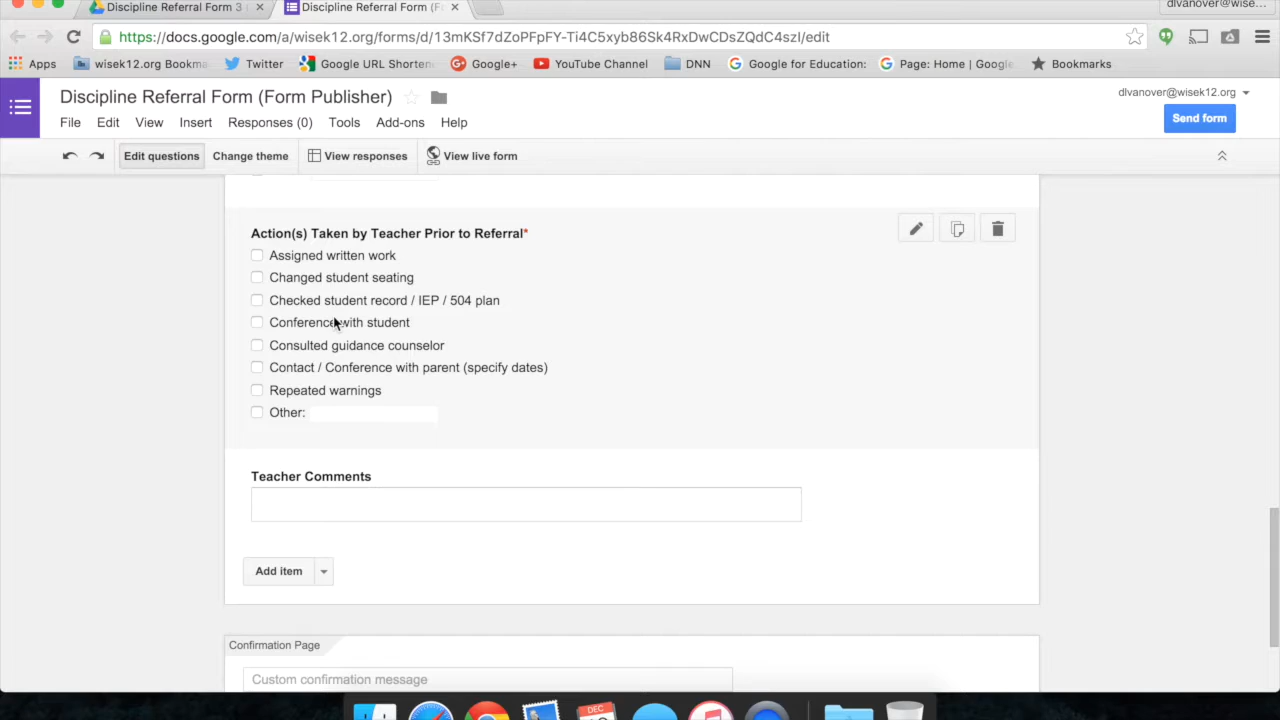 Discipline Referral Form 3
Discipline Referral Form (F
dlvanover@wise...
https://docs.google.com/a/wisek12.org/forms/d/13mKSf7dZoPFpFY-Ti4C5xyb86Sk4RxDwCDsZQdC4szI/edit
Apps
wisek12.org Bookma
Twitter
Google URL Shorten
Google+
YouTube Channel
DNN
Google for Education:
Page: Home | Google
Bookmarks
Discipline Referral Form (Form Publisher)
dlvanover@wisek12.org
File Edit View Insert Responses (0) Tools Add-ons Help
Send form
Edit questions Change theme View responses View live form
Action(s) Taken by Teacher Prior to Referral*
Assigned written work
Changed student seating
Checked student record / IEP / 504 plan
Conference with student
Consulted guidance counselor
Contact / Conference with parent (specify dates)
Repeated warnings
Other:
Teacher Comments
Add item
Confirmation Page
Custom confirmation message
DEC